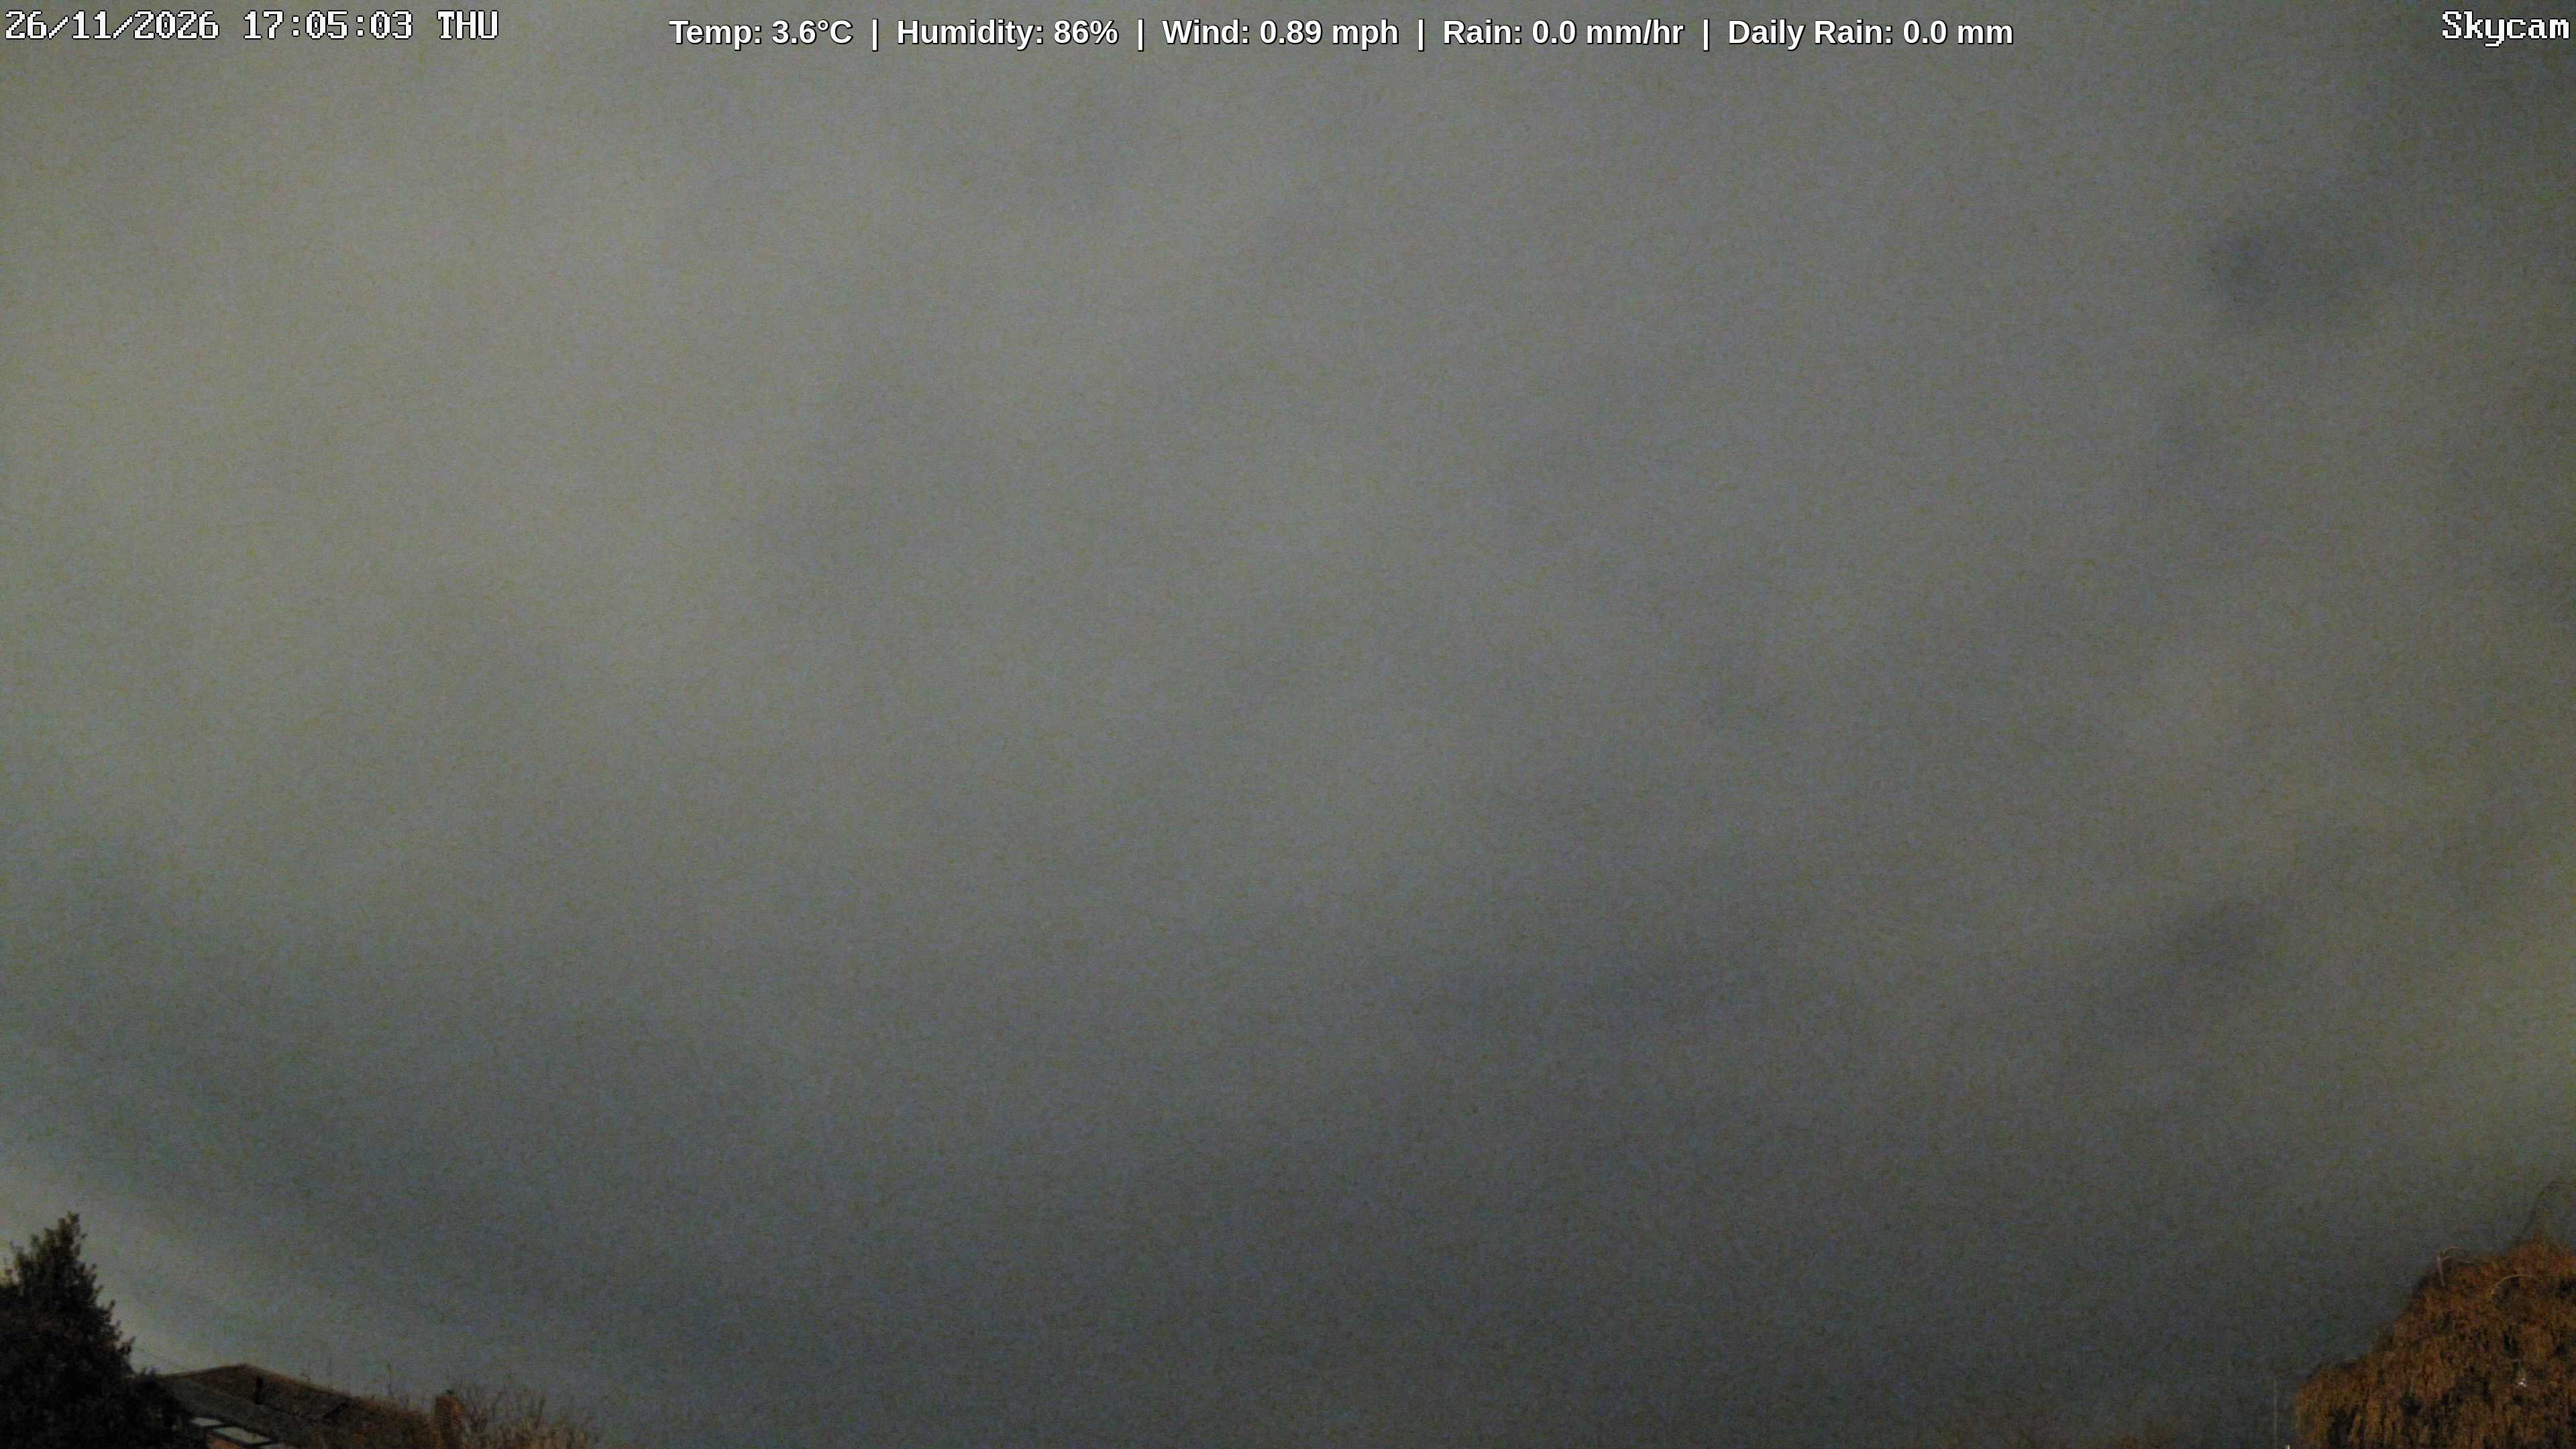 26/11/2026 17:05:03 THU
Temp: 3.6°C | Humidity: 86% | Wind: 0.89 mph | Rain: 0.0 mm/hr | Daily Rain: 0.0 mm
Skycam